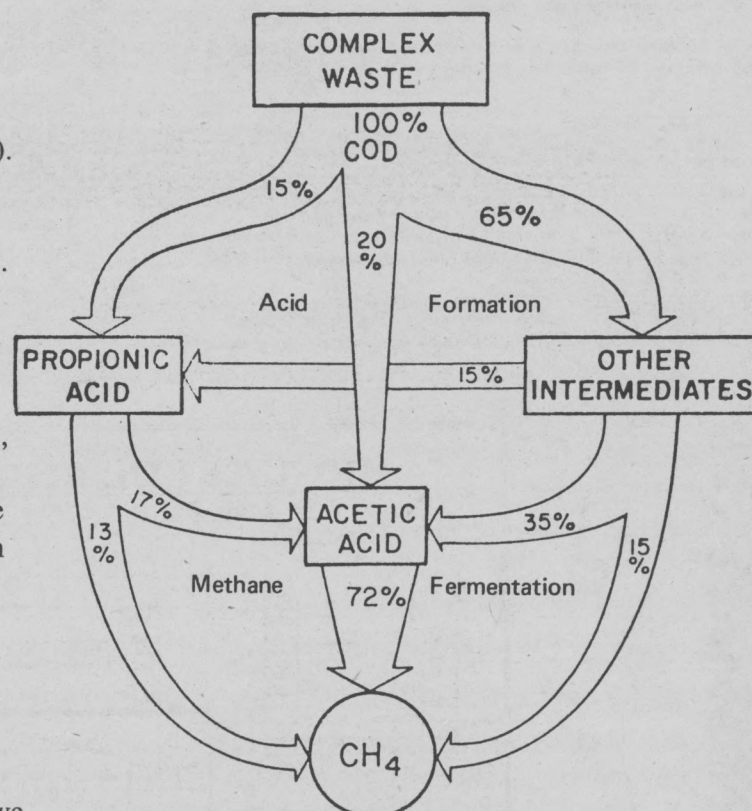 COMPLEX
WASTE
100%
COD
15%
65%
20
%
Acid
Formation
PROPIONIC
ACID
15%
OTHER
INTERMEDIATES
17%
ACETIC
ACID
35%
13
%
15
%
Methane
72%
Fermentation
CH4
).
.
,
e
n
ve